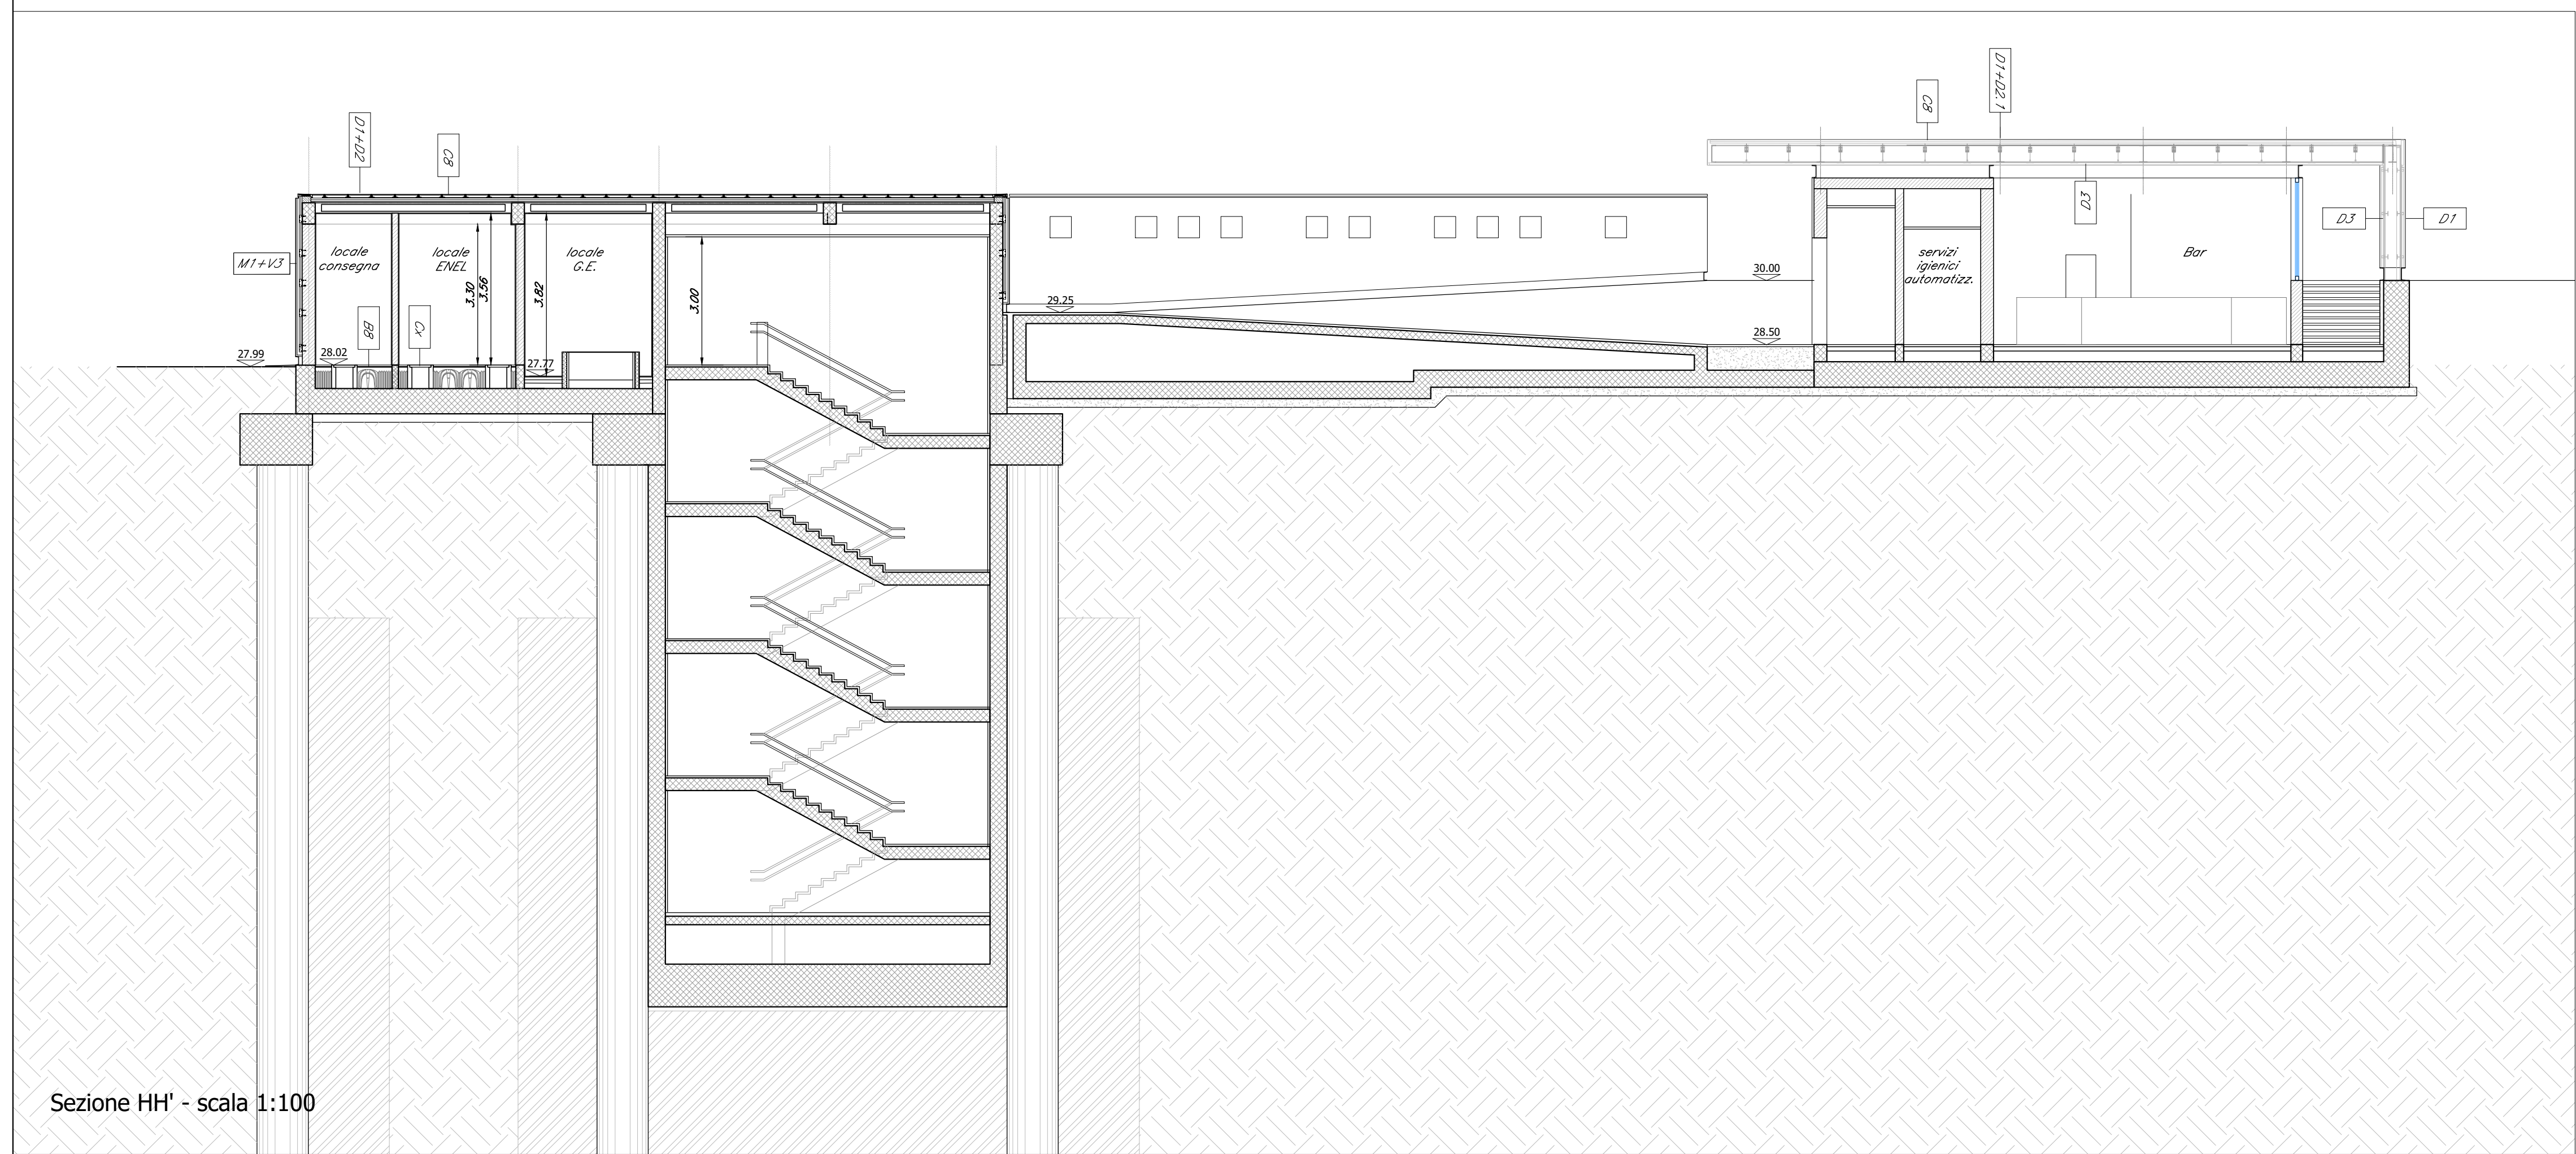 D1+D2.1
C8
D1+D2
C8
D3
D3
D1
locale
consegna
locale
ENEL
locale
G.E.
3.30
3.56
3.82
3.00
M1+V3
servizi
igienici
automatizz.
Bar
30.00
29.25
28.50
B8
Cx
27.99
28.02
27.77
Sezione HH' - scala 1:100